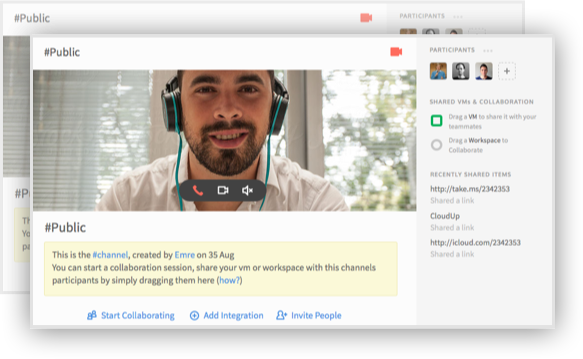 #Public
PARTICIPANTS
#Public
PARTICIPANTS
SHARED VMs & COLLABORATION
Drag a VM to share it with your
teammates
Drag a Workspace to
Collaborate
RECENTLY SHARED ITEMS
http://take.ms/2342353
Shared a link
CloudUp
Shared a link
http://icloud.com/2342353
Shared a link
#P
#Public
Th
Yo
pa
This is the #channel, created by Emre on 35 Aug
You can start a collaboration session, share your vm or workspace with this channels
participants by simply dragging them here (how?)
Start Collaborating
Add Integration
Invite People